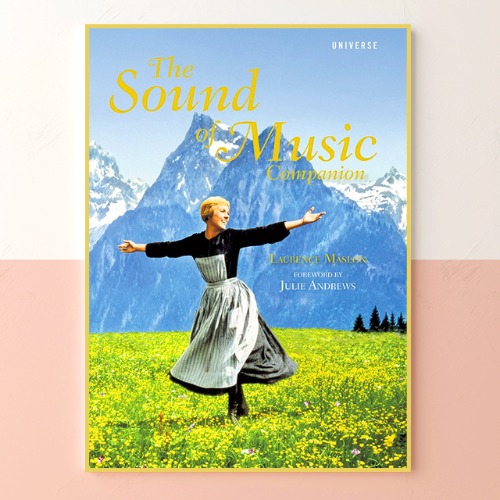 UNIVERSE
The
Sound
of Music
Companion
LAURENCE MASLON
FOREWORD BY
JULIE ANDREWS